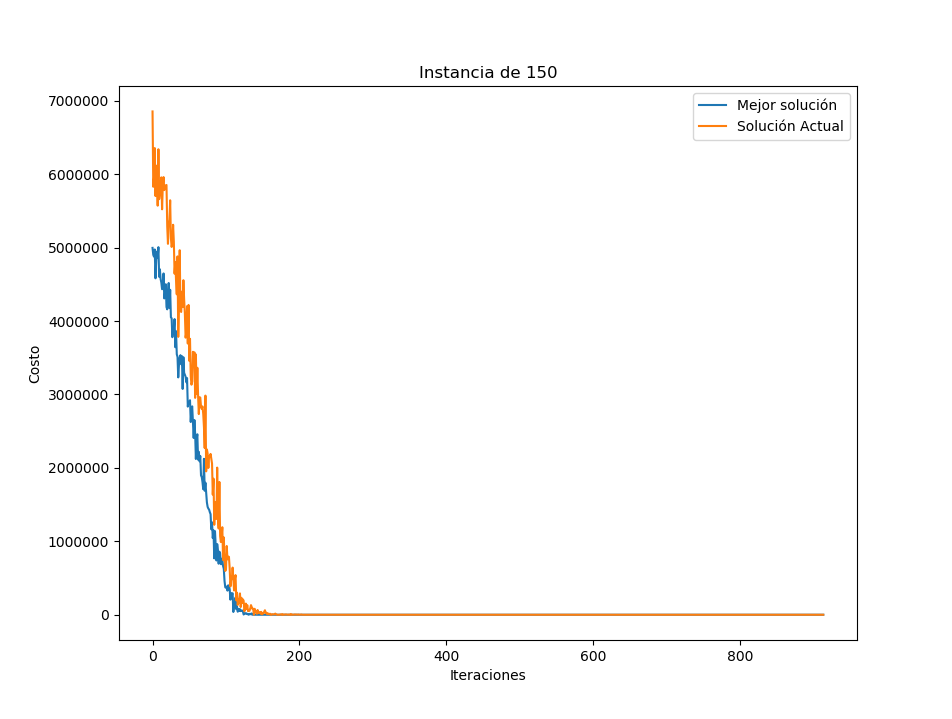 Instancia de 150
Mejor solución
Solución Actual
7000000
6000000
5000000
4000000
3000000
2000000
1000000
0
Costo
0 200 400 600 800
Iteraciones